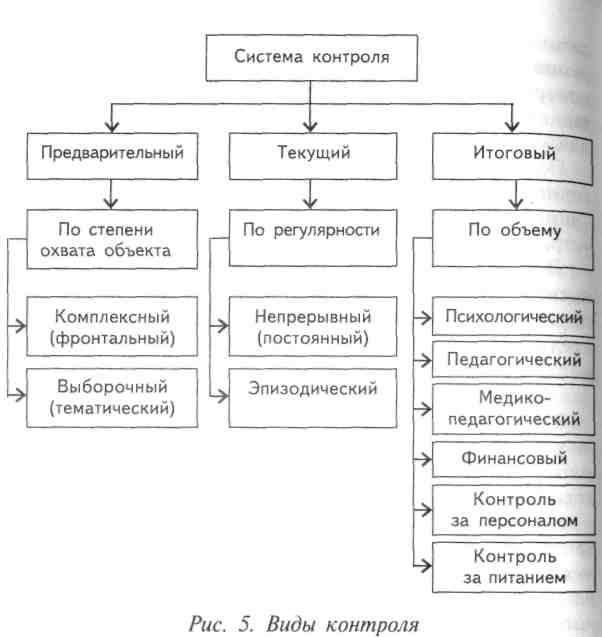 Система контроля
Предварительный
Текущий
Итоговый
По степени
охвата объекта
По регулярности
По объему
Комплексный
(фронтальный)
Выборочный
(тематический)
Непрерывный
(постоянный)
Эпизодический
Психологический
Педагогический
Медико-
педагогический
Финансовый
Контроль
за персоналом
Контроль
за питанием
Рис. 5. Виды контроля